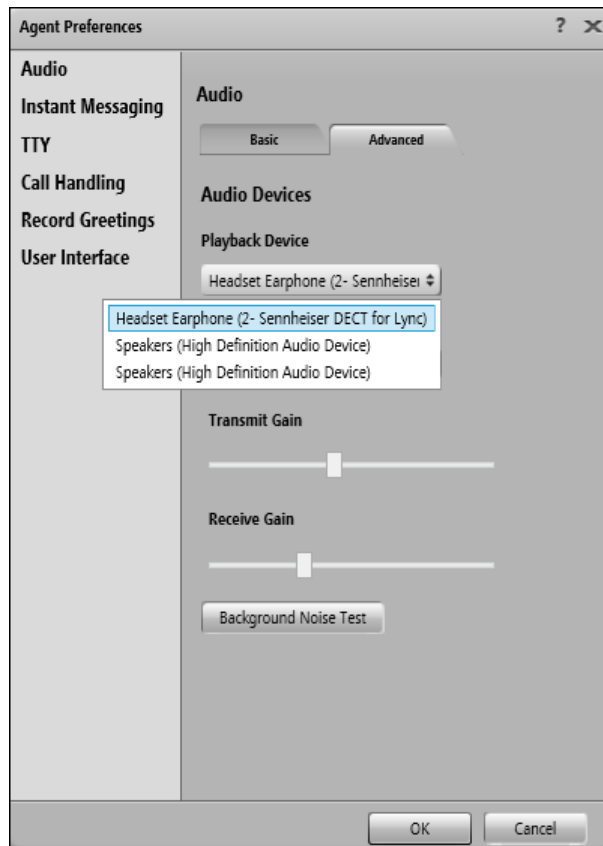 Agent Preferences
?
Audio
Instant Messaging
TTY
Call Handling
Record Greetings
User Interface
Audio
Basic
Advanced
Audio Devices
Playback Device
Headset Earphone (2- Sennheiser
Headset Earphone (2- Sennheiser DECT for Lync)
Speakers (High Definition Audio Device)
Speakers (High Definition Audio Device)
Transmit Gain
Receive Gain
Background Noise Test
OK
Cancel